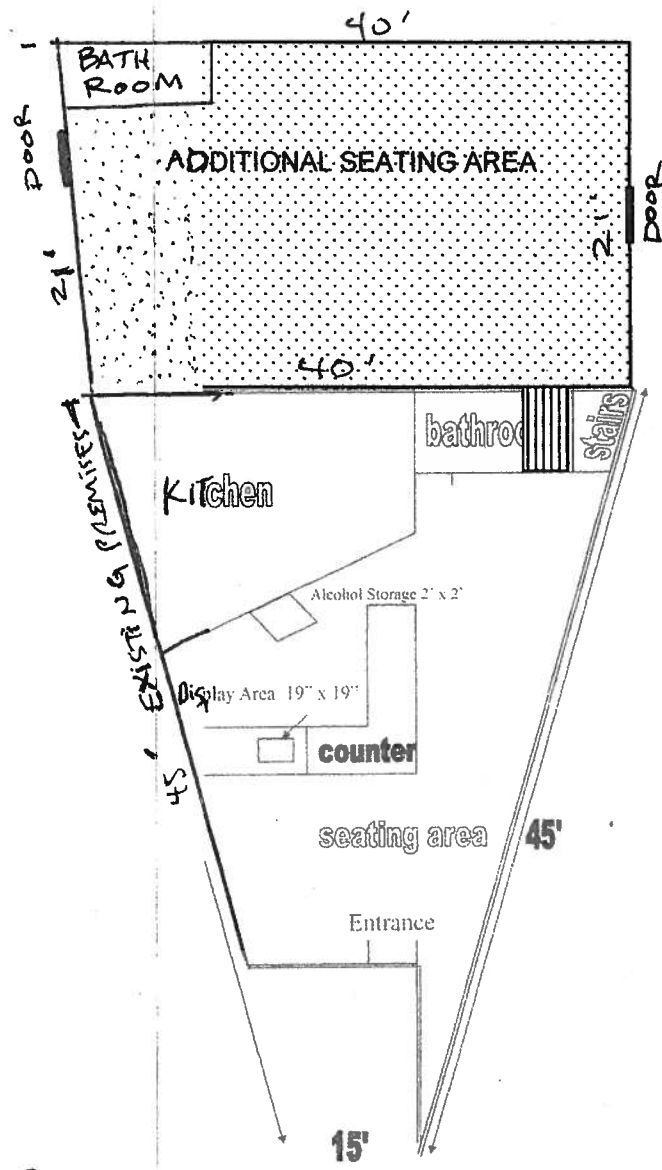 40'
BATH
ROOM
DOOR
ADDITIONAL SEATING AREA
DOOR
21'
21'
40'
bathroo
stairs
KITchen
EXISTING PREMISES
Alcohol Storage 2' x 2'
Display Area 19" x 19"
counter
45'
seating area
45'
Entrance
15'